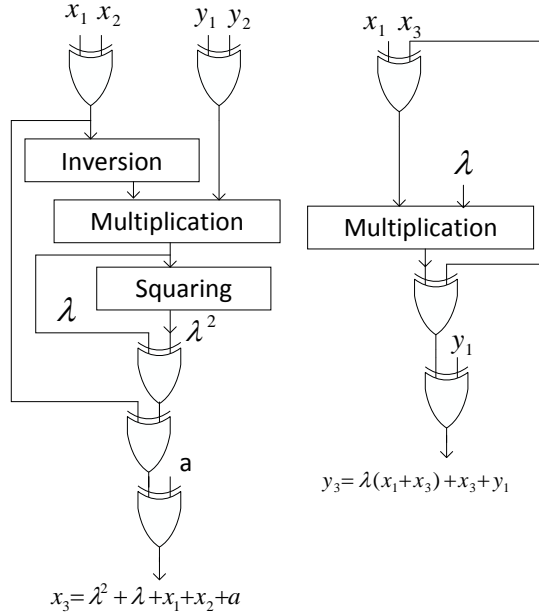 x₁ x₂
y₁ y₂
Inversion
Multiplication
Squaring
λ
λ²
a
x₃= λ² + λ +x₁+x₂+a
x₁ x₃
λ
Multiplication
y₁
y₃= λ(x₁+x₃)+x₃+y₁